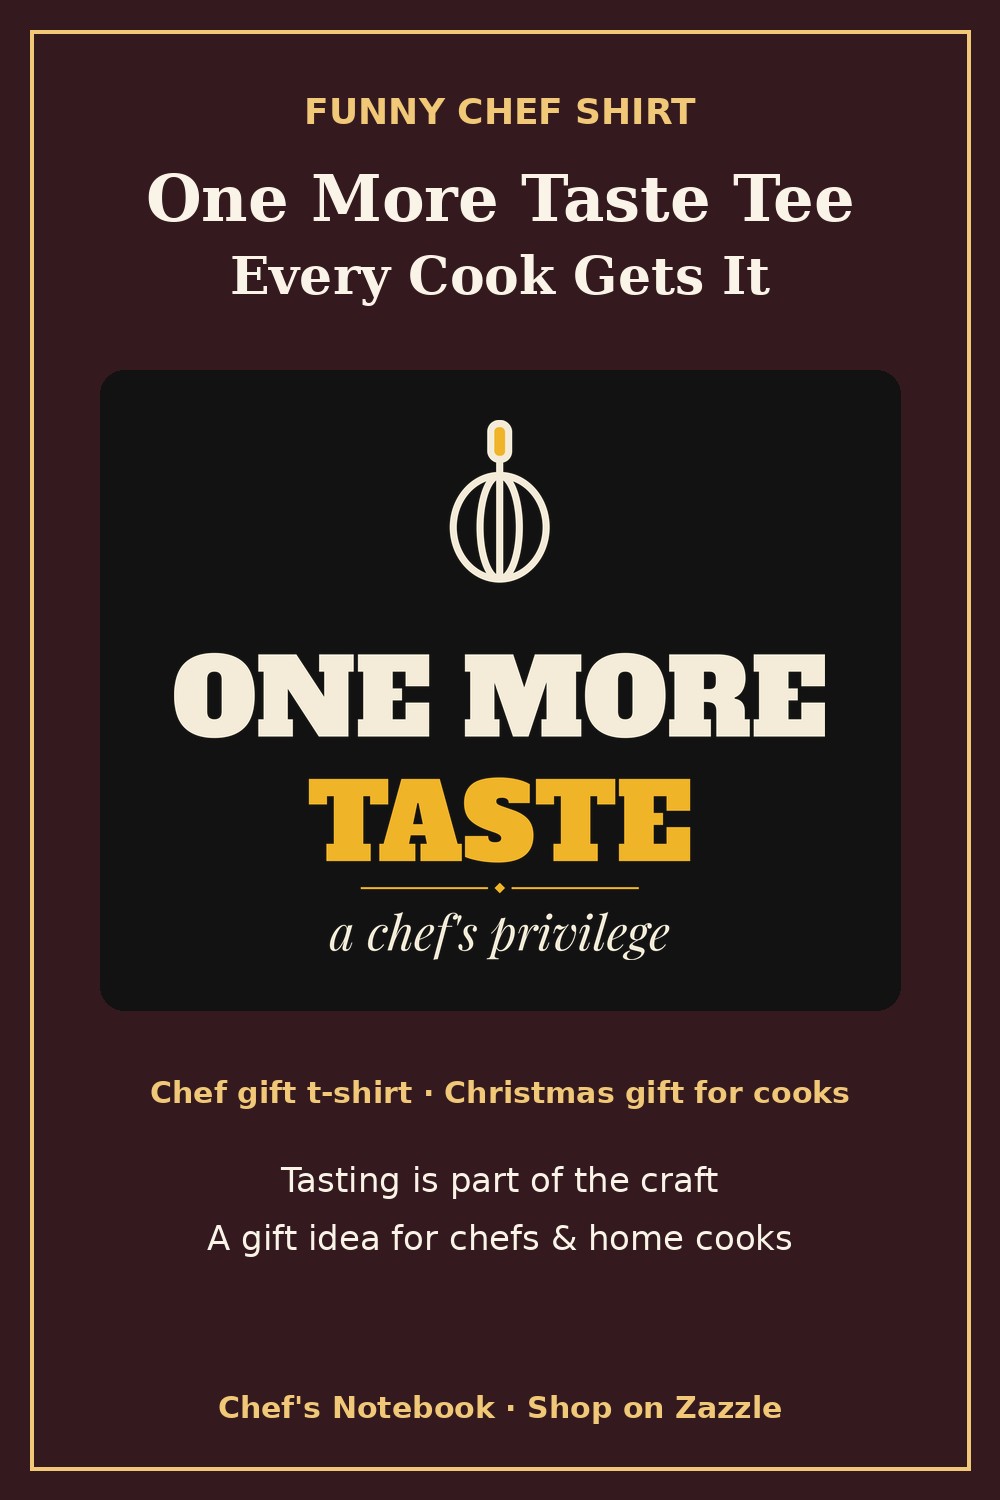 FUNNY CHEF SHIRT
One More Taste Tee
Every Cook Gets It
ONE MORE
TASTE
a chef's privilege
Chef gift t-shirt · Christmas gift for cooks
Tasting is part of the craft
A gift idea for chefs & home cooks
Chef's Notebook · Shop on Zazzle